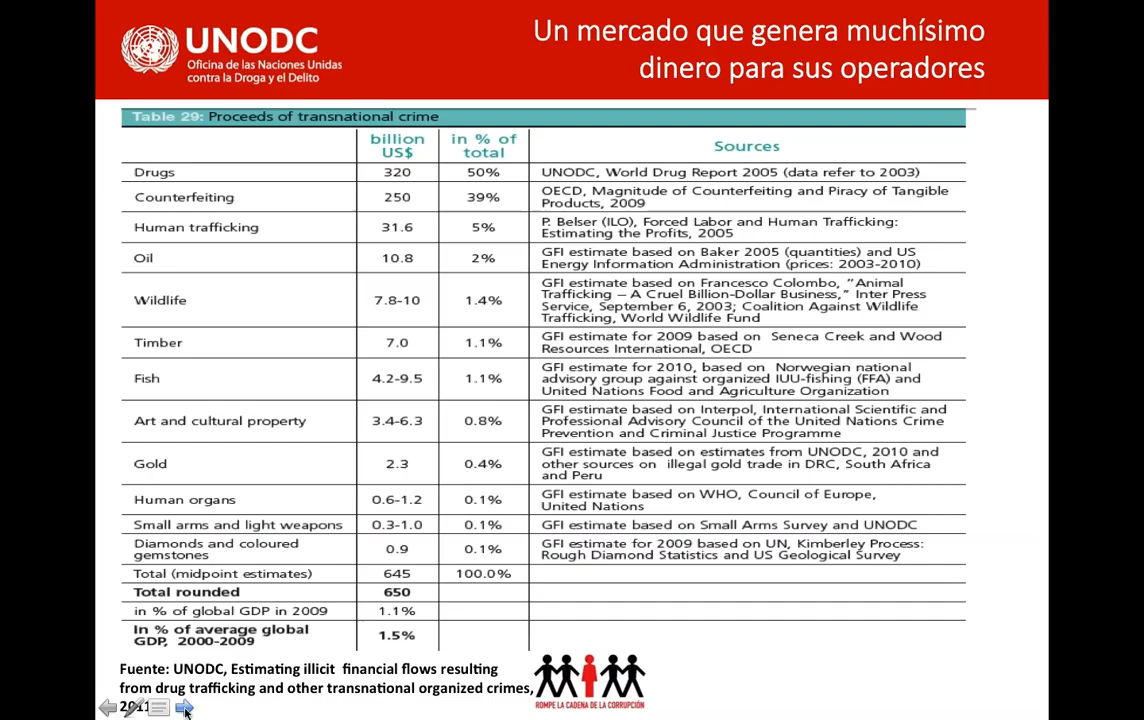 UNODC
Oficina de las Naciones Unidas
contra la Droga y el Delito
Un mercado que genera muchísimo
dinero para sus operadores
Table 29: Proceeds of transnational crime
billion US$ in % of total Sources
Drugs 320 50% UNODC, World Drug Report 2005 (data refer to 2003)
Counterfeiting 250 39% OECD, Magnitude of Counterfeiting and Piracy of Tangible
Products, 2009
Human trafficking 31.6 5% P. Belser (ILO), Forced Labor and Human Trafficking:
Estimating the Profits, 2005
Oil 10.8 2% GFI estimate based on Baker 2005 (quantities) and US
Energy Information Administration (prices: 2003-2010)
Wildlife 7.8-10 1.4% GFI estimate based on Francesco Colombo, "Animal
Trafficking – A Cruel Billion-Dollar Business," Inter Press
Service, September 6, 2003; Coalition Against Wildlife
Trafficking, World Wildlife Fund
Timber 7.0 1.1% GFI estimate for 2009 based on Seneca Creek and Wood
Resources International, OECD
Fish 4.2-9.5 1.1% GFI estimate for 2010, based on Norwegian national
advisory group against organized IUU-fishing (FFA) and
United Nations Food and Agriculture Organization
Art and cultural property 3.4-6.3 0.8% GFI estimate based on Interpol, International Scientific and
Professional Advisory Council of the United Nations Crime
Prevention and Criminal Justice Programme
Gold 2.3 0.4% GFI estimate based on estimates from UNODC, 2010 and
other sources on illegal gold trade in DRC, South Africa
and Peru
Human organs 0.6-1.2 0.1% GFI estimate based on WHO, Council of Europe,
United Nations
Small arms and light weapons 0.3-1.0 0.1% GFI estimate based on Small Arms Survey and UNODC
Diamonds and coloured
gemstones 0.9 0.1% GFI estimate for 2009 based on UN, Kimberley Process:
Rough Diamond Statistics and US Geological Survey
Total (midpoint estimates) 645 100.0%
Total rounded 650
in % of global GDP in 2009 1.1%
In % of average global
GDP, 2000-2009 1.5%
Fuente: UNODC, Estimating illicit financial flows resulting
from drug trafficking and other transnational organized crimes,
2011
ROMPE LA CADENA DE LA CORRUPCIÓN